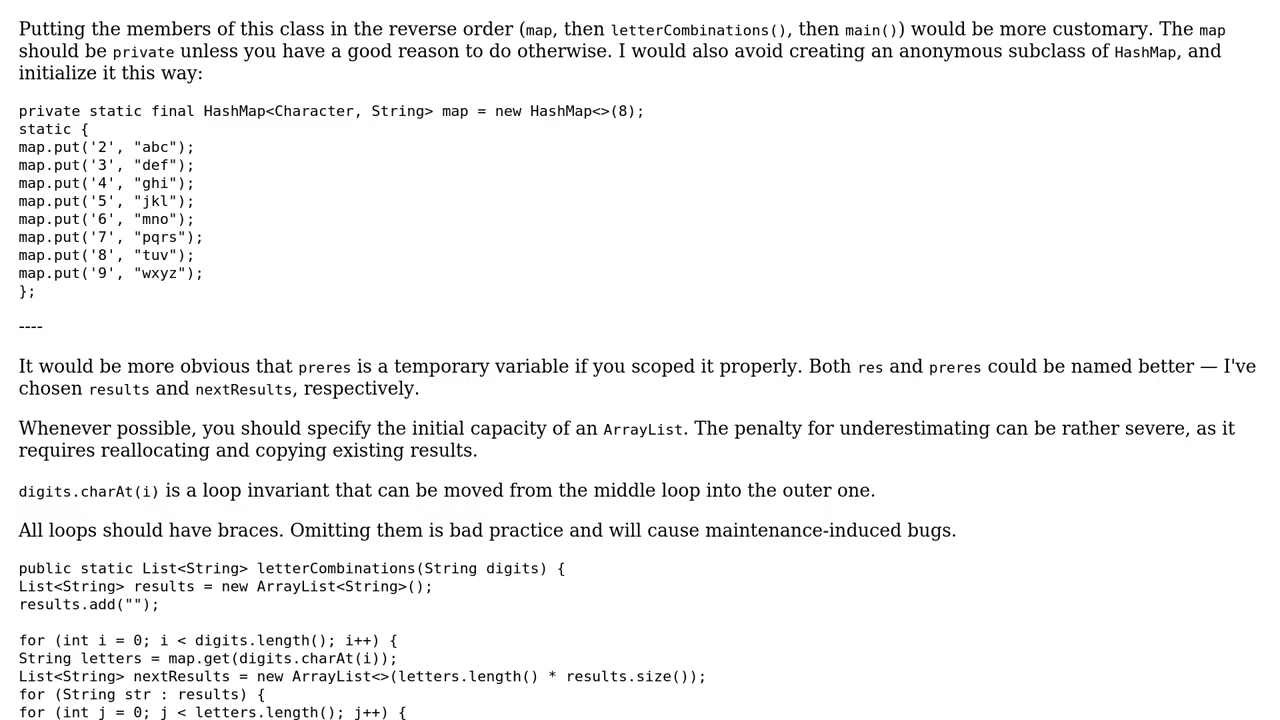 Putting the members of this class in the reverse order (map, then letterCombinations(), then main()) would be more customary. The map
should be private unless you have a good reason to do otherwise. I would also avoid creating an anonymous subclass of HashMap, and
initialize it this way:
private static final HashMap<Character, String> map = new HashMap<>(8);
static {
map.put('2', "abc");
map.put('3', "def");
map.put('4', "ghi");
map.put('5', "jkl");
map.put('6', "mno");
map.put('7', "pqrs");
map.put('8', "tuv");
map.put('9', "wxyz");
};
----
It would be more obvious that preres is a temporary variable if you scoped it properly. Both res and preres could be named better — I've
chosen results and nextResults, respectively.
Whenever possible, you should specify the initial capacity of an ArrayList. The penalty for underestimating can be rather severe, as it
requires reallocating and copying existing results.
digits.charAt(i) is a loop invariant that can be moved from the middle loop into the outer one.
All loops should have braces. Omitting them is bad practice and will cause maintenance-induced bugs.
public static List<String> letterCombinations(String digits) {
List<String> results = new ArrayList<String>();
results.add("");
for (int i = 0; i < digits.length(); i++) {
String letters = map.get(digits.charAt(i));
List<String> nextResults = new ArrayList<>(letters.length() * results.size());
for (String str : results) {
for (int j = 0; j < letters.length(); j++) {